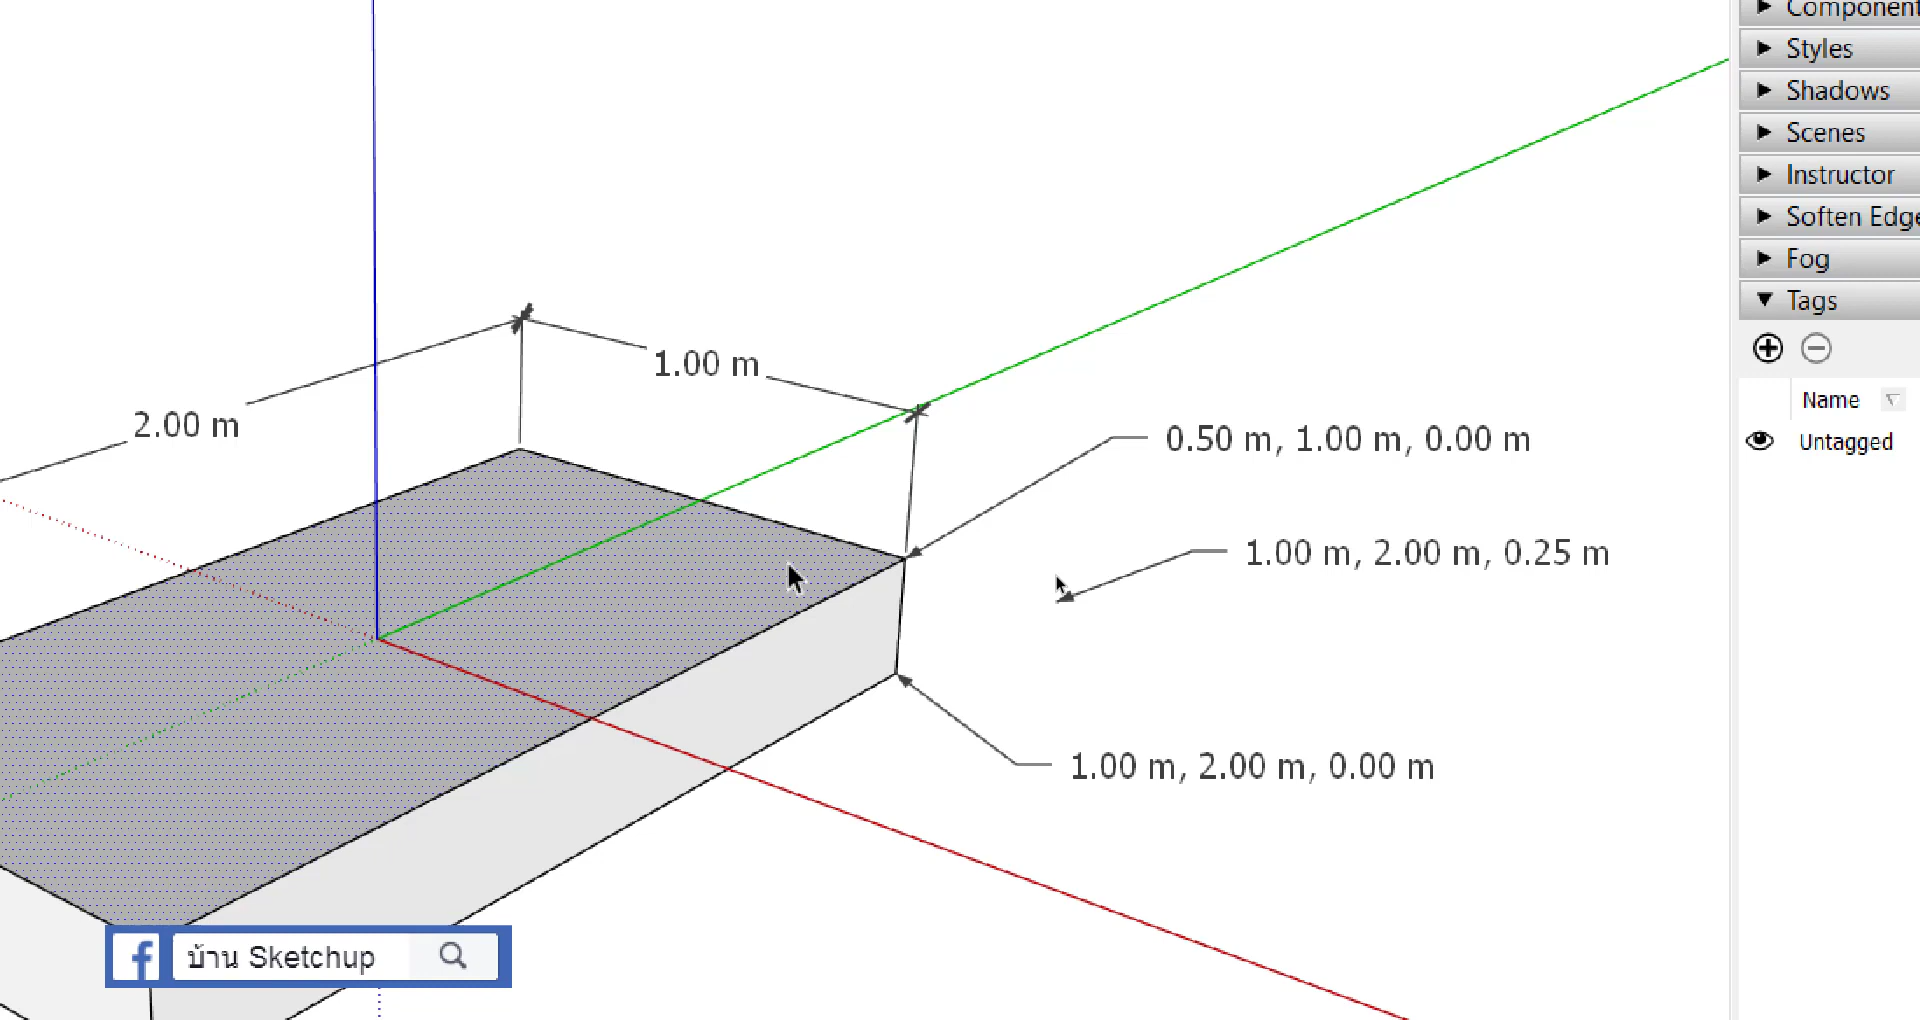 Component
Styles
Shadows
Scenes
Instructor
Soften Edge
Fog
Tags
Name
Untagged
1.00 m
2.00 m
0.50 m, 1.00 m, 0.00 m
1.00 m, 2.00 m, 0.25 m
1.00 m, 2.00 m, 0.00 m
f บ้าน Sketchup